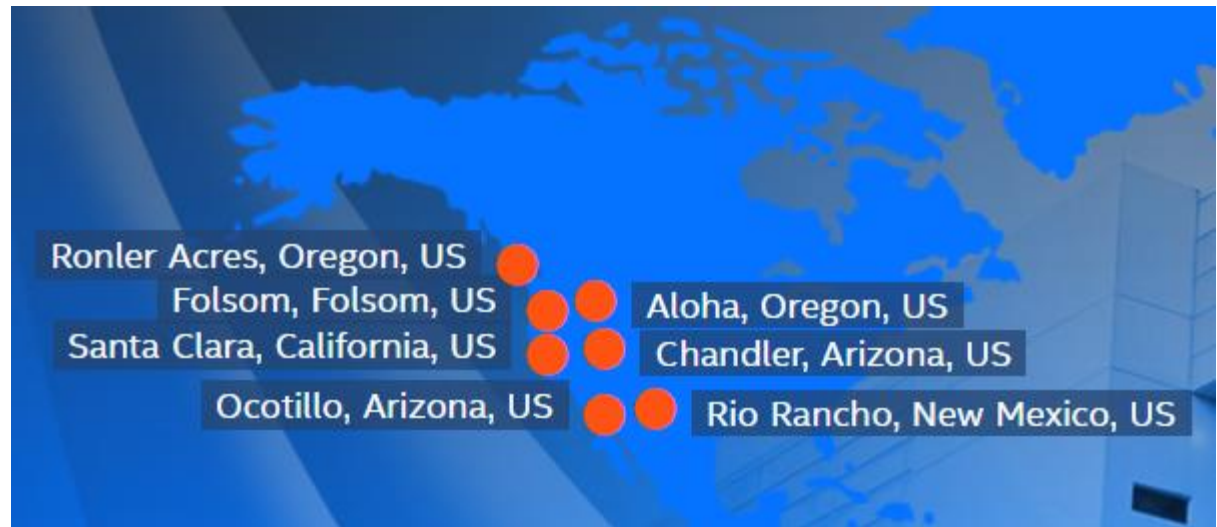 Ronler Acres, Oregon, US
Folsom, Folsom, US
Aloha, Oregon, US
Santa Clara, California, US
Chandler, Arizona, US
Ocotillo, Arizona, US
Rio Rancho, New Mexico, US